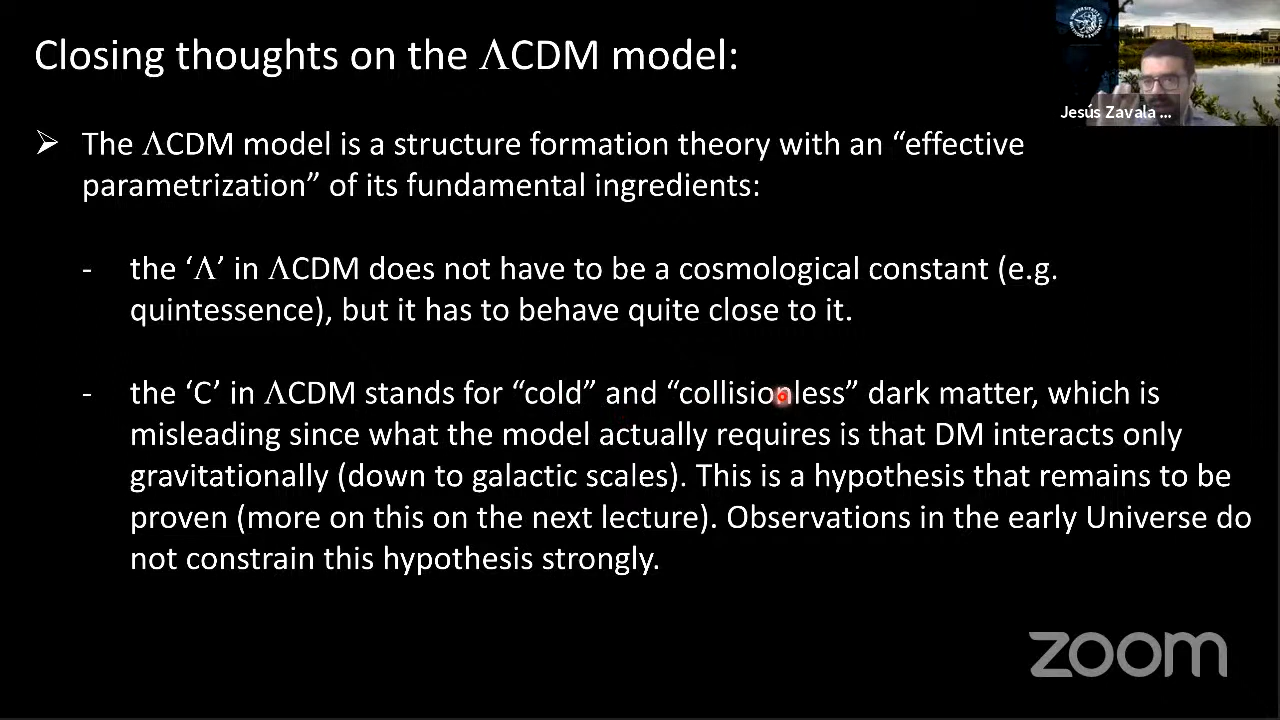 Closing thoughts on the ΛCDM model:
Jesús Zavala ...
➢ The ΛCDM model is a structure formation theory with an “effective
parametrization” of its fundamental ingredients:
- the ‘Λ’ in ΛCDM does not have to be a cosmological constant (e.g.
quintessence), but it has to behave quite close to it.
- the ‘C’ in ΛCDM stands for “cold” and “collisionless” dark matter, which is
misleading since what the model actually requires is that DM interacts only
gravitationally (down to galactic scales). This is a hypothesis that remains to be
proven (more on this on the next lecture). Observations in the early Universe do
not constrain this hypothesis strongly.
zoom